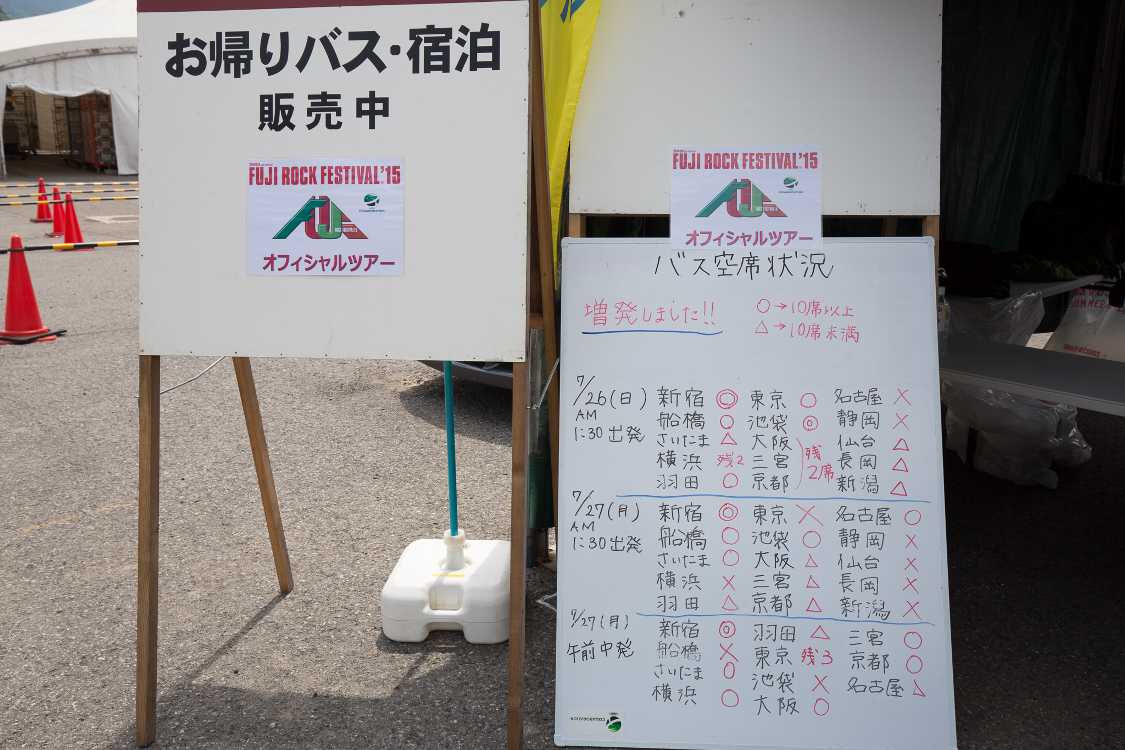 お帰りバス・宿泊
販売中
FUJI ROCK FESTIVAL'15
オフィシャルツアー
FUJI ROCK FESTIVAL'15
オフィシャルツアー
バス空席状況
増発しました!!
○→10席以上
△→10席未満
7/26(日) 新宿 ◎ 東京 ○ 名古屋 ×
AM 船橋 ○ 池袋 ◎ 静岡 ×
1:30出発 さいたま △ 大阪 仙台 △
横浜 残2 三宮 残2席 長岡 △
羽田 ○ 京都 新潟 △
7/27(月) 新宿 ◎ 東京 × 名古屋 ○
AM 船橋 ○ 池袋 ○ 静岡 ×
1:30出発 さいたま ○ 大阪 △ 仙台 ×
横浜 × 三宮 △ 長岡 ×
羽田 △ 京都 △ 新潟 ×
7/27(月) 新宿 ◎ 羽田 △ 三宮 ○
午前中発 船橋 × 東京 残3 京都 ○
さいたま ○ 池袋 × 名古屋 △
横浜 ○ 大阪 ○